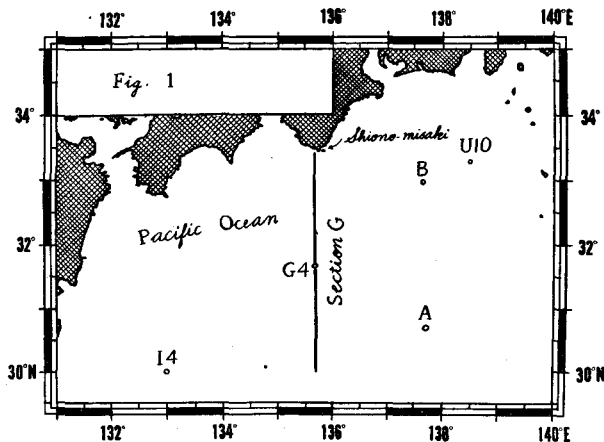 132° 134° 136° 138° 140°E
Fig. 1
34° 34°
Shiono-misaki
U10
B
Pacific Ocean
32° 32°
G4
Section G
A
I4
30°N 30°
132° 134° 136° 138° 140°E